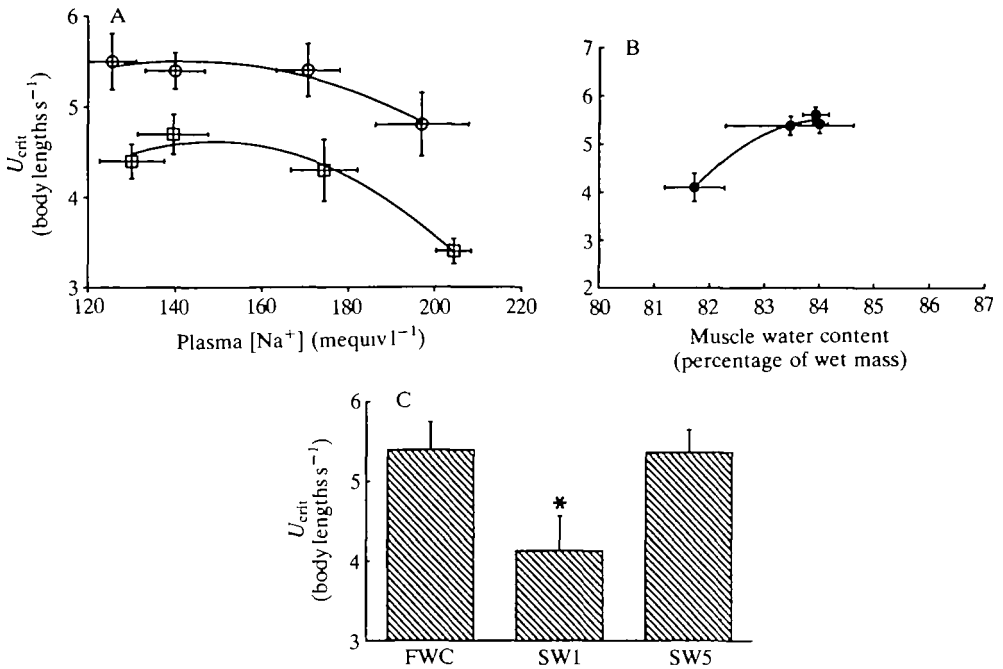 A
6
5
4
3
U_crit
(body lengths s⁻¹)
120 140 160 180 200 220
Plasma [Na⁺] (mequiv l⁻¹)
B
7
6
5
4
3
2
80 81 82 83 84 85 86 87
Muscle water content
(percentage of wet mass)
C
6
5
4
3
U_crit
(body lengths s⁻¹)
*
FWC SW1 SW5